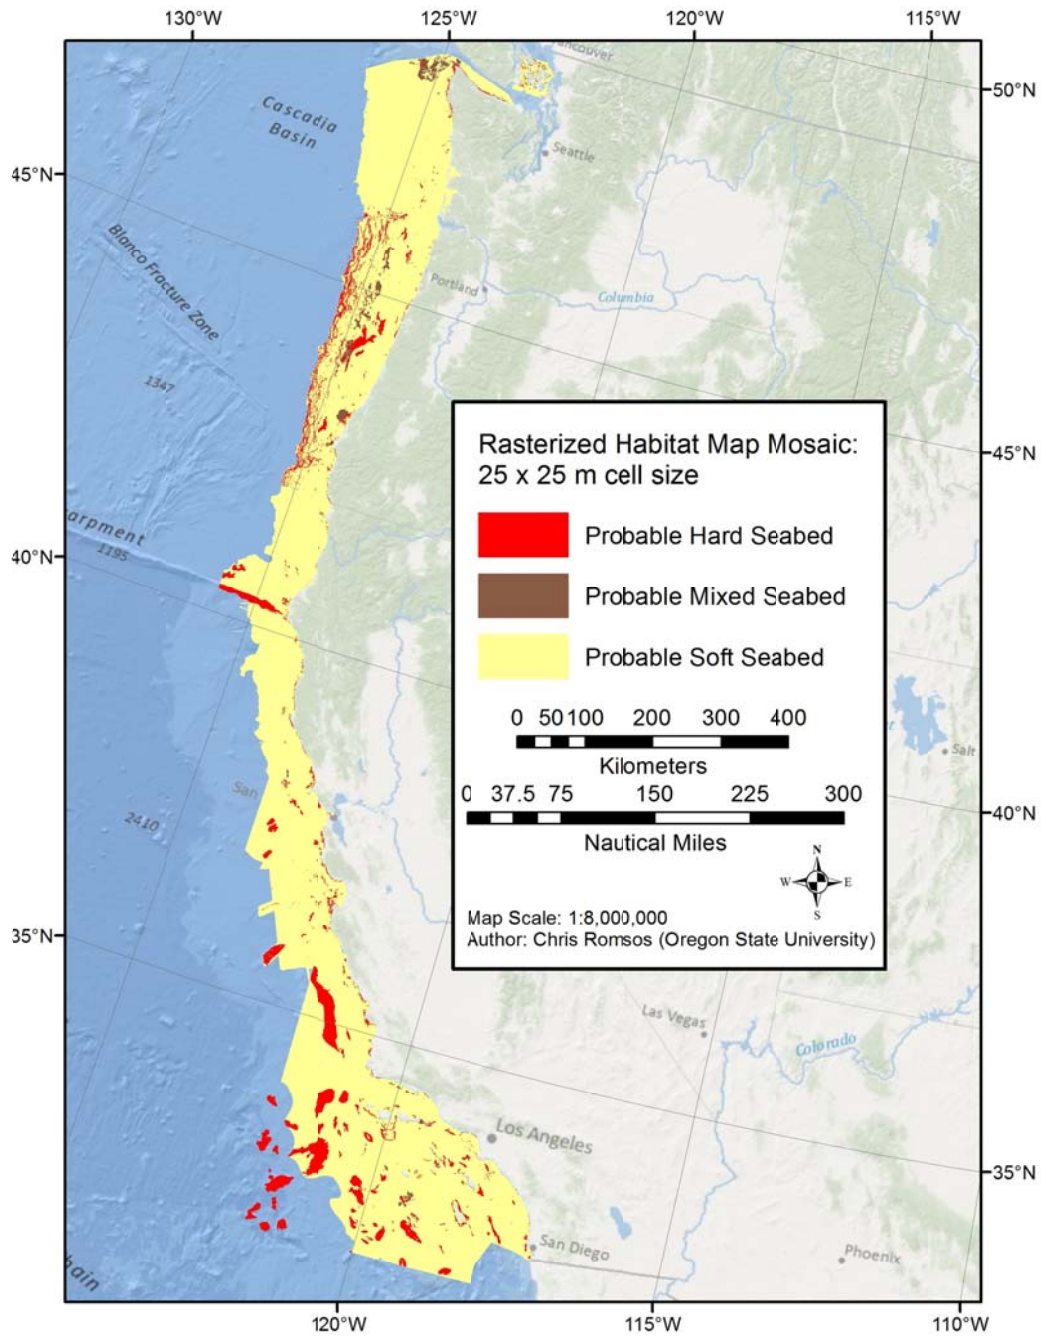 130°W 125°W 120°W 115°W
50°N
ancouver
Cascadia
Basin
Seattle
45°N
Blanco Fracture Zone
Portland
Columbia
1347
45°N
Rasterized Habitat Map Mosaic:
25 x 25 m cell size
Probable Hard Seabed
Probable Mixed Seabed
Probable Soft Seabed
arpment
1195
40°N
0 50 100 200 300 400
Kilometers
0 37.5 75 150 225 300
Nautical Miles
N
W E
S
Map Scale: 1:8,000,000
Author: Chris Romsos (Oregon State University)
Salt
San
2410
40°N
35°N
Las Vegas
Colorado
Los Angeles
35°N
San Diego
Phoenix
hain
120°W 115°W 110°W